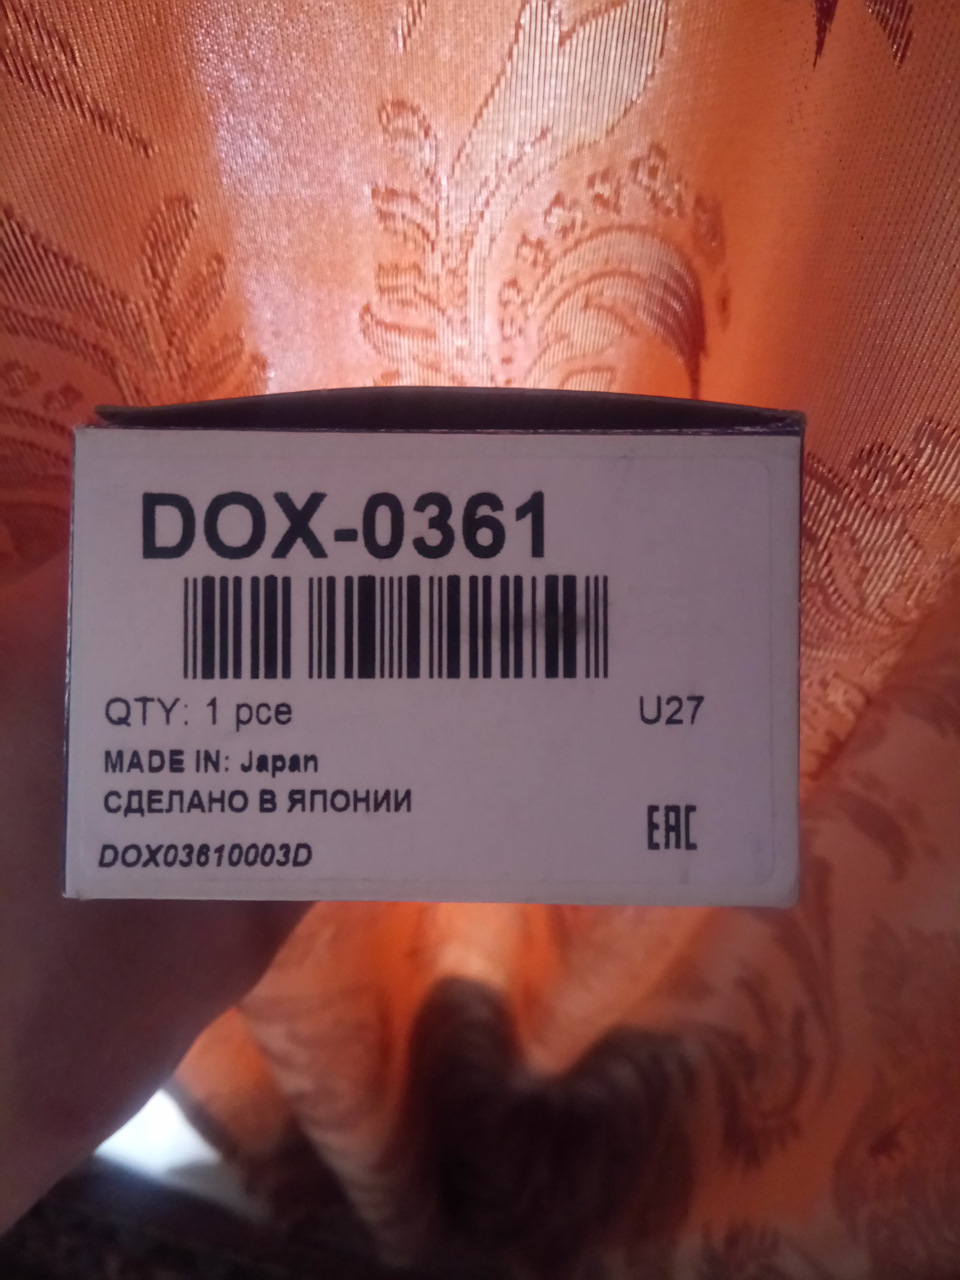 DOX-0361
QTY: 1 pce
U27
MADE IN: Japan
СДЕЛАНО В ЯПОНИИ
EAC
DOX03610003D